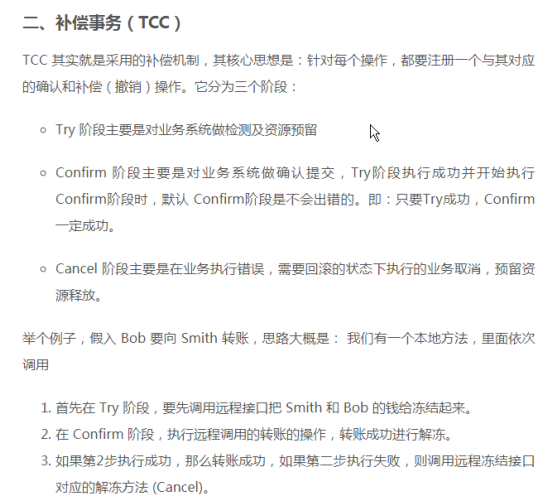 二、补偿事务（TCC）
TCC 其实就是采用的补偿机制，其核心思想是：针对每个操作，都要注册一个与其对应
的确认和补偿（撤销）操作。它分为三个阶段：
Try 阶段主要是对业务系统做检测及资源预留
Confirm 阶段主要是对业务系统做确认提交，Try阶段执行成功并开始执行
Confirm阶段时，默认 Confirm阶段是不会出错的。即：只要Try成功，Confirm
一定成功。
Cancel 阶段主要是在业务执行错误，需要回滚的状态下执行的业务取消，预留资
源释放。
举个例子，假入 Bob 要向 Smith 转账，思路大概是： 我们有一个本地方法，里面依次
调用
1. 首先在 Try 阶段，要先调用远程接口把 Smith 和 Bob 的钱给冻结起来。
2. 在 Confirm 阶段，执行远程调用的转账的操作，转账成功进行解冻。
3. 如果第2步执行成功，那么转账成功，如果第二步执行失败，则调用远程冻结接口
对应的解冻方法 (Cancel)。